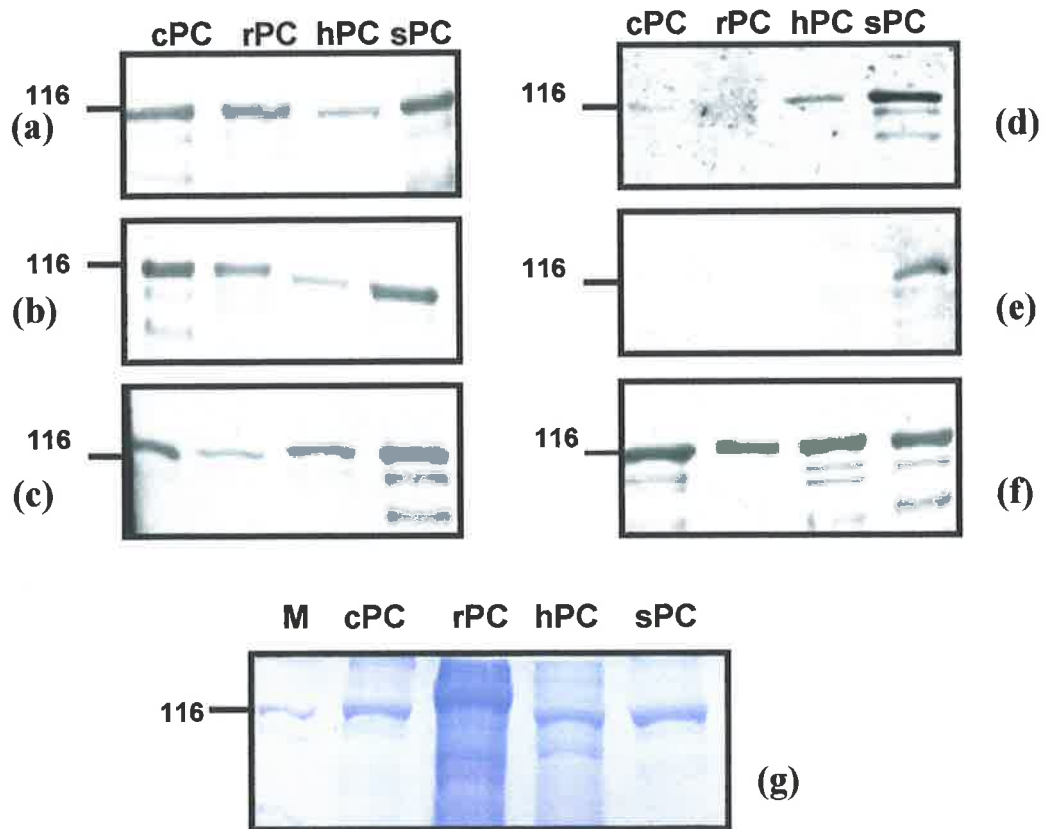 cPC rPC hPC sPC
116
(a)
116
(b)
116
(c)
cPC rPC hPC sPC
116
(d)
116
(e)
116
(f)
M cPC rPC hPC sPC
116
(g)